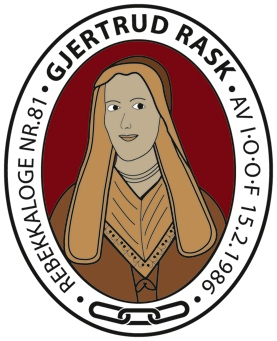 REBEKKALOGE NR.81 • GJERTRUD RASK • AV I•O•O•F 15.2.1986 •